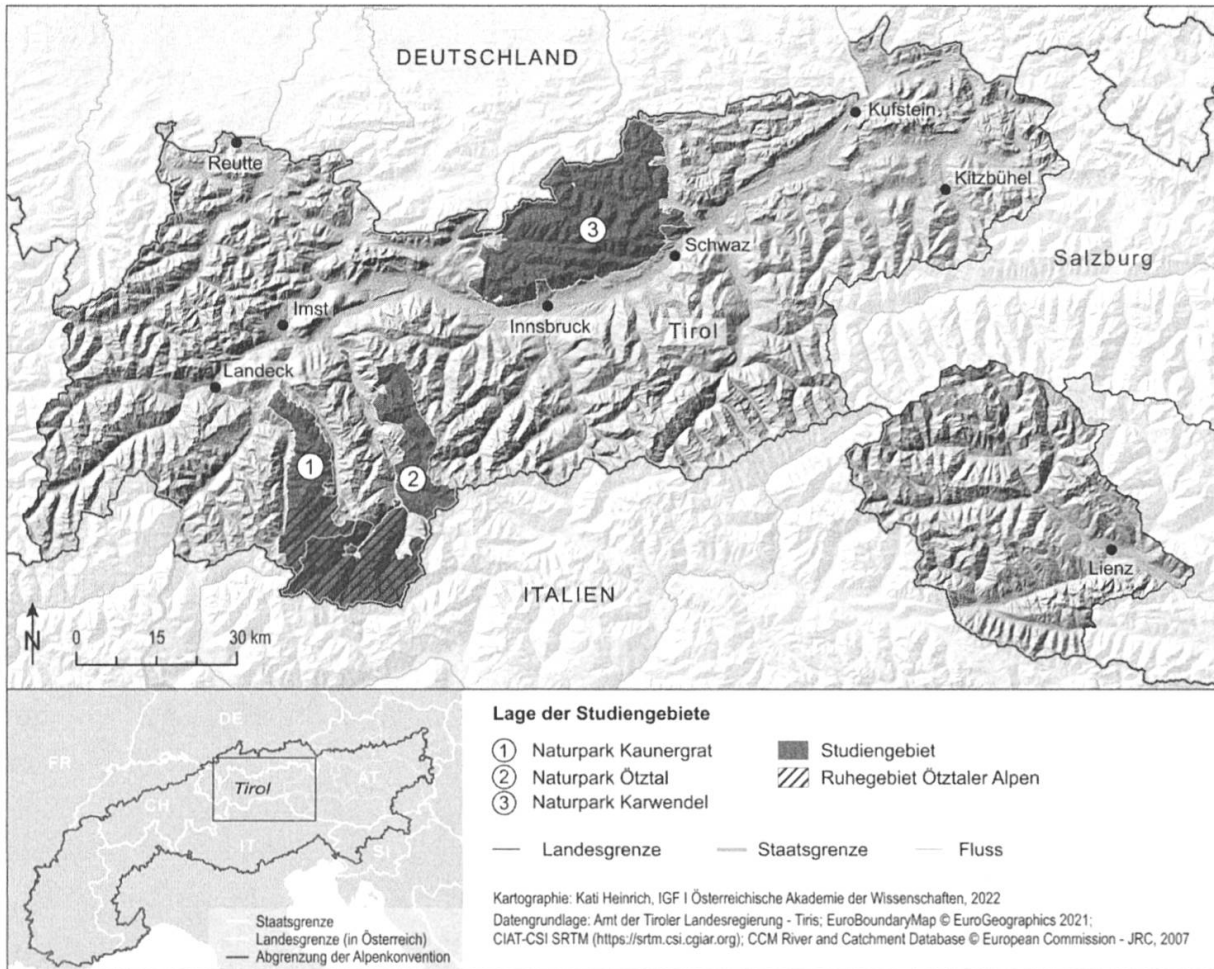 DEUTSCHLAND
Kufstein
Reutte
Kitzbühel
3
Schwaz
Salzburg
Imst
Innsbruck
Tirol
Landeck
1
2
Lienz
ITALIEN
N
0 15 30 km
DE
FR
AT
Tirol
CH
IT
SI
Staatsgrenze
Landesgrenze (in Österreich)
Abgrenzung der Alpenkonvention
Lage der Studiengebiete
1 Naturpark Kaunergrat
2 Naturpark Ötztal
3 Naturpark Karwendel
Studiengebiet
Ruhegebiet Ötztaler Alpen
Landesgrenze Staatsgrenze Fluss
Kartographie: Kati Heinrich, IGF I Österreichische Akademie der Wissenschaften, 2022
Datengrundlage: Amt der Tiroler Landesregierung - Tiris; EuroBoundaryMap © EuroGeographics 2021;
CIAT-CSI SRTM (https://srtm.csi.cgiar.org); CCM River and Catchment Database © European Commission - JRC, 2007